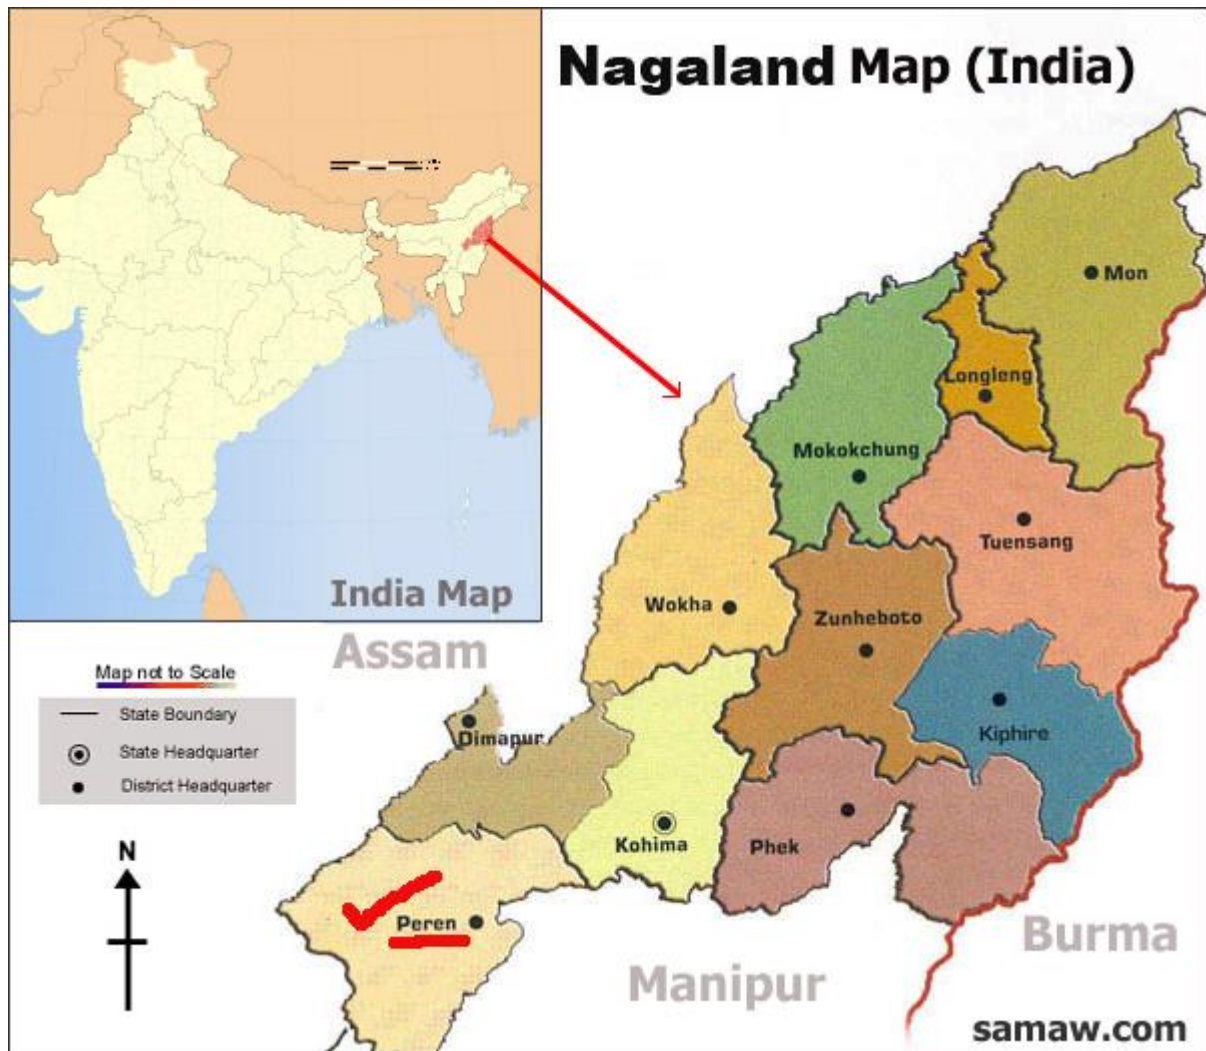 Nagaland Map (India)
Mon
Longleng
Mokokchung
Tuensang
India Map
Wokha
Zunheboto
Assam
Map not to Scale
State Boundary
State Headquarter
District Headquarter
Dimapur
Kiphire
Kohima
Phek
N
Peren
Burma
Manipur
samaw.com